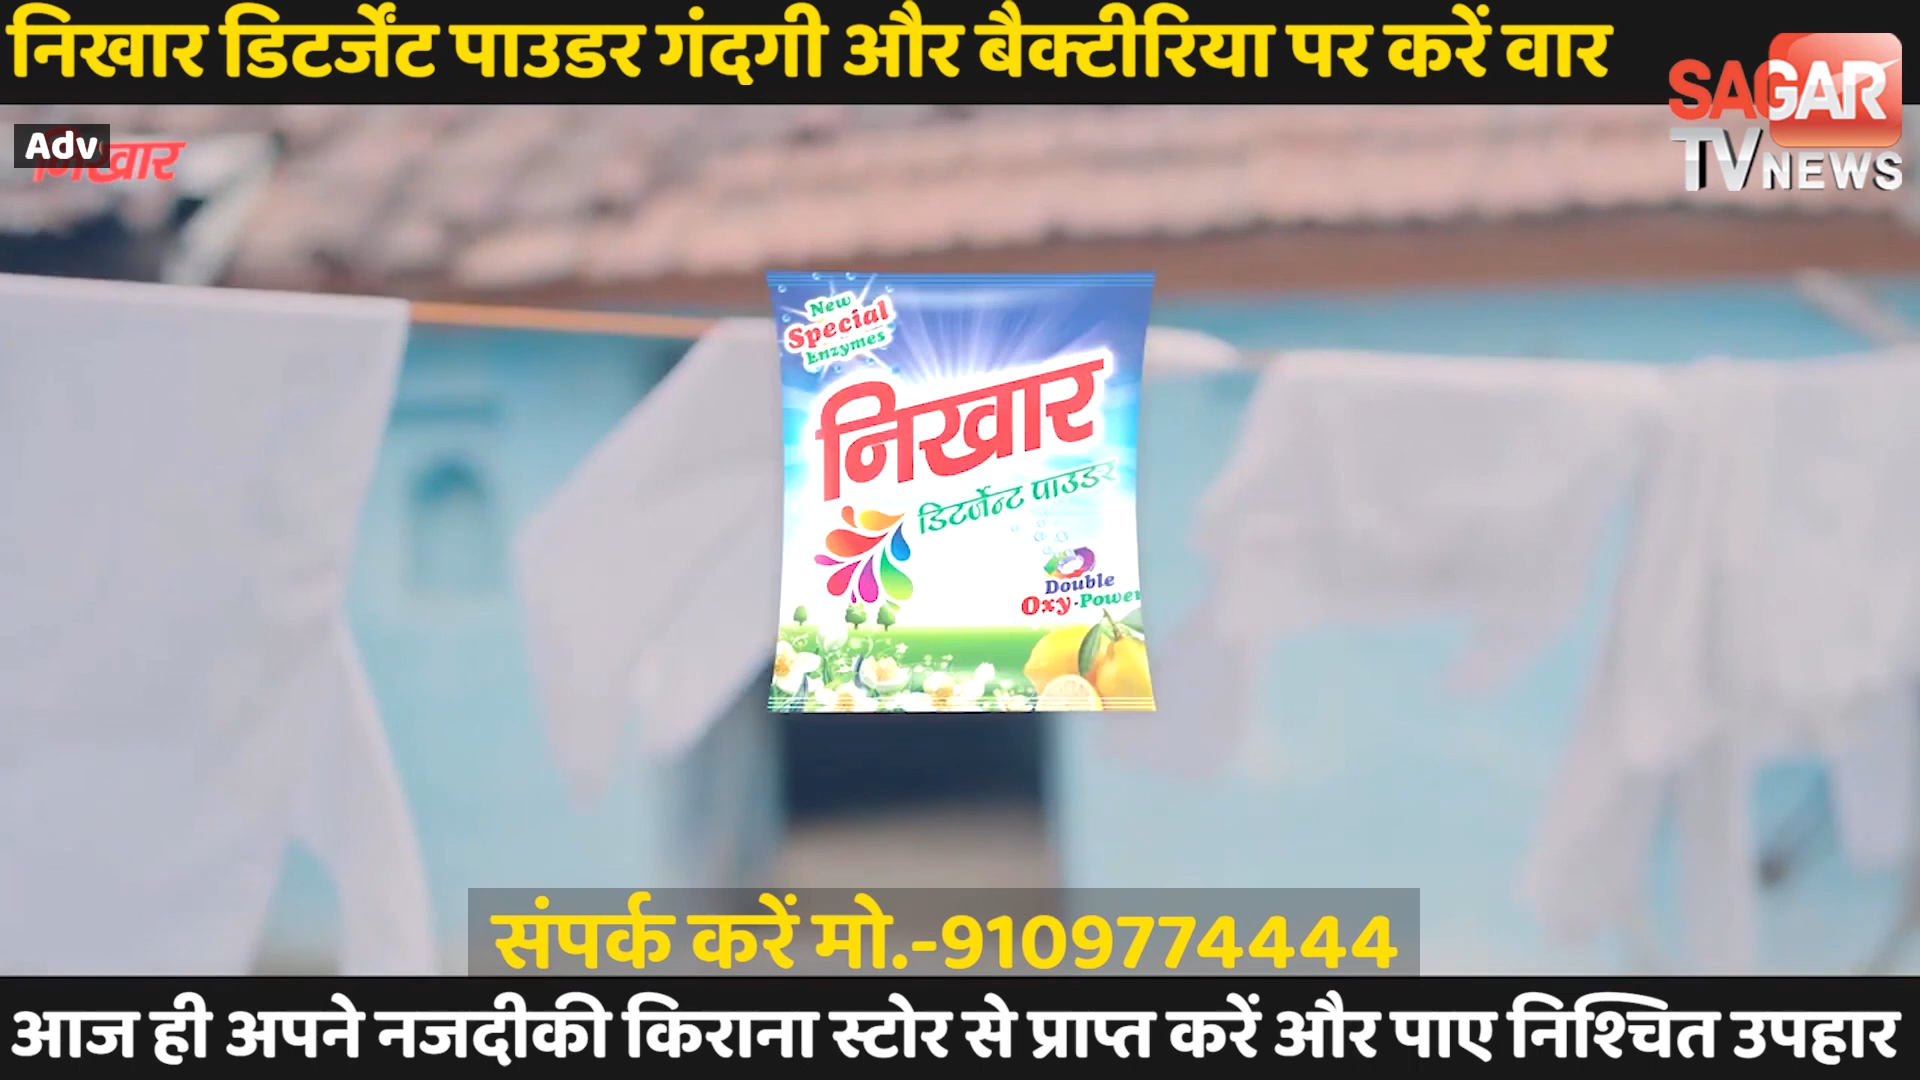 निखार डिटर्जेंट पाउडर गंदगी और बैक्टीरिया पर करें वार
SAGAR
TV NEWS
Adv
निखार
New
Special
Enzymes
निखार
डिटर्जेन्ट पाउडर
Double
Oxy-Power
संपर्क करें मो.-9109774444
आज ही अपने नजदीकी किराना स्टोर से प्राप्त करें और पाए निश्चित उपहार